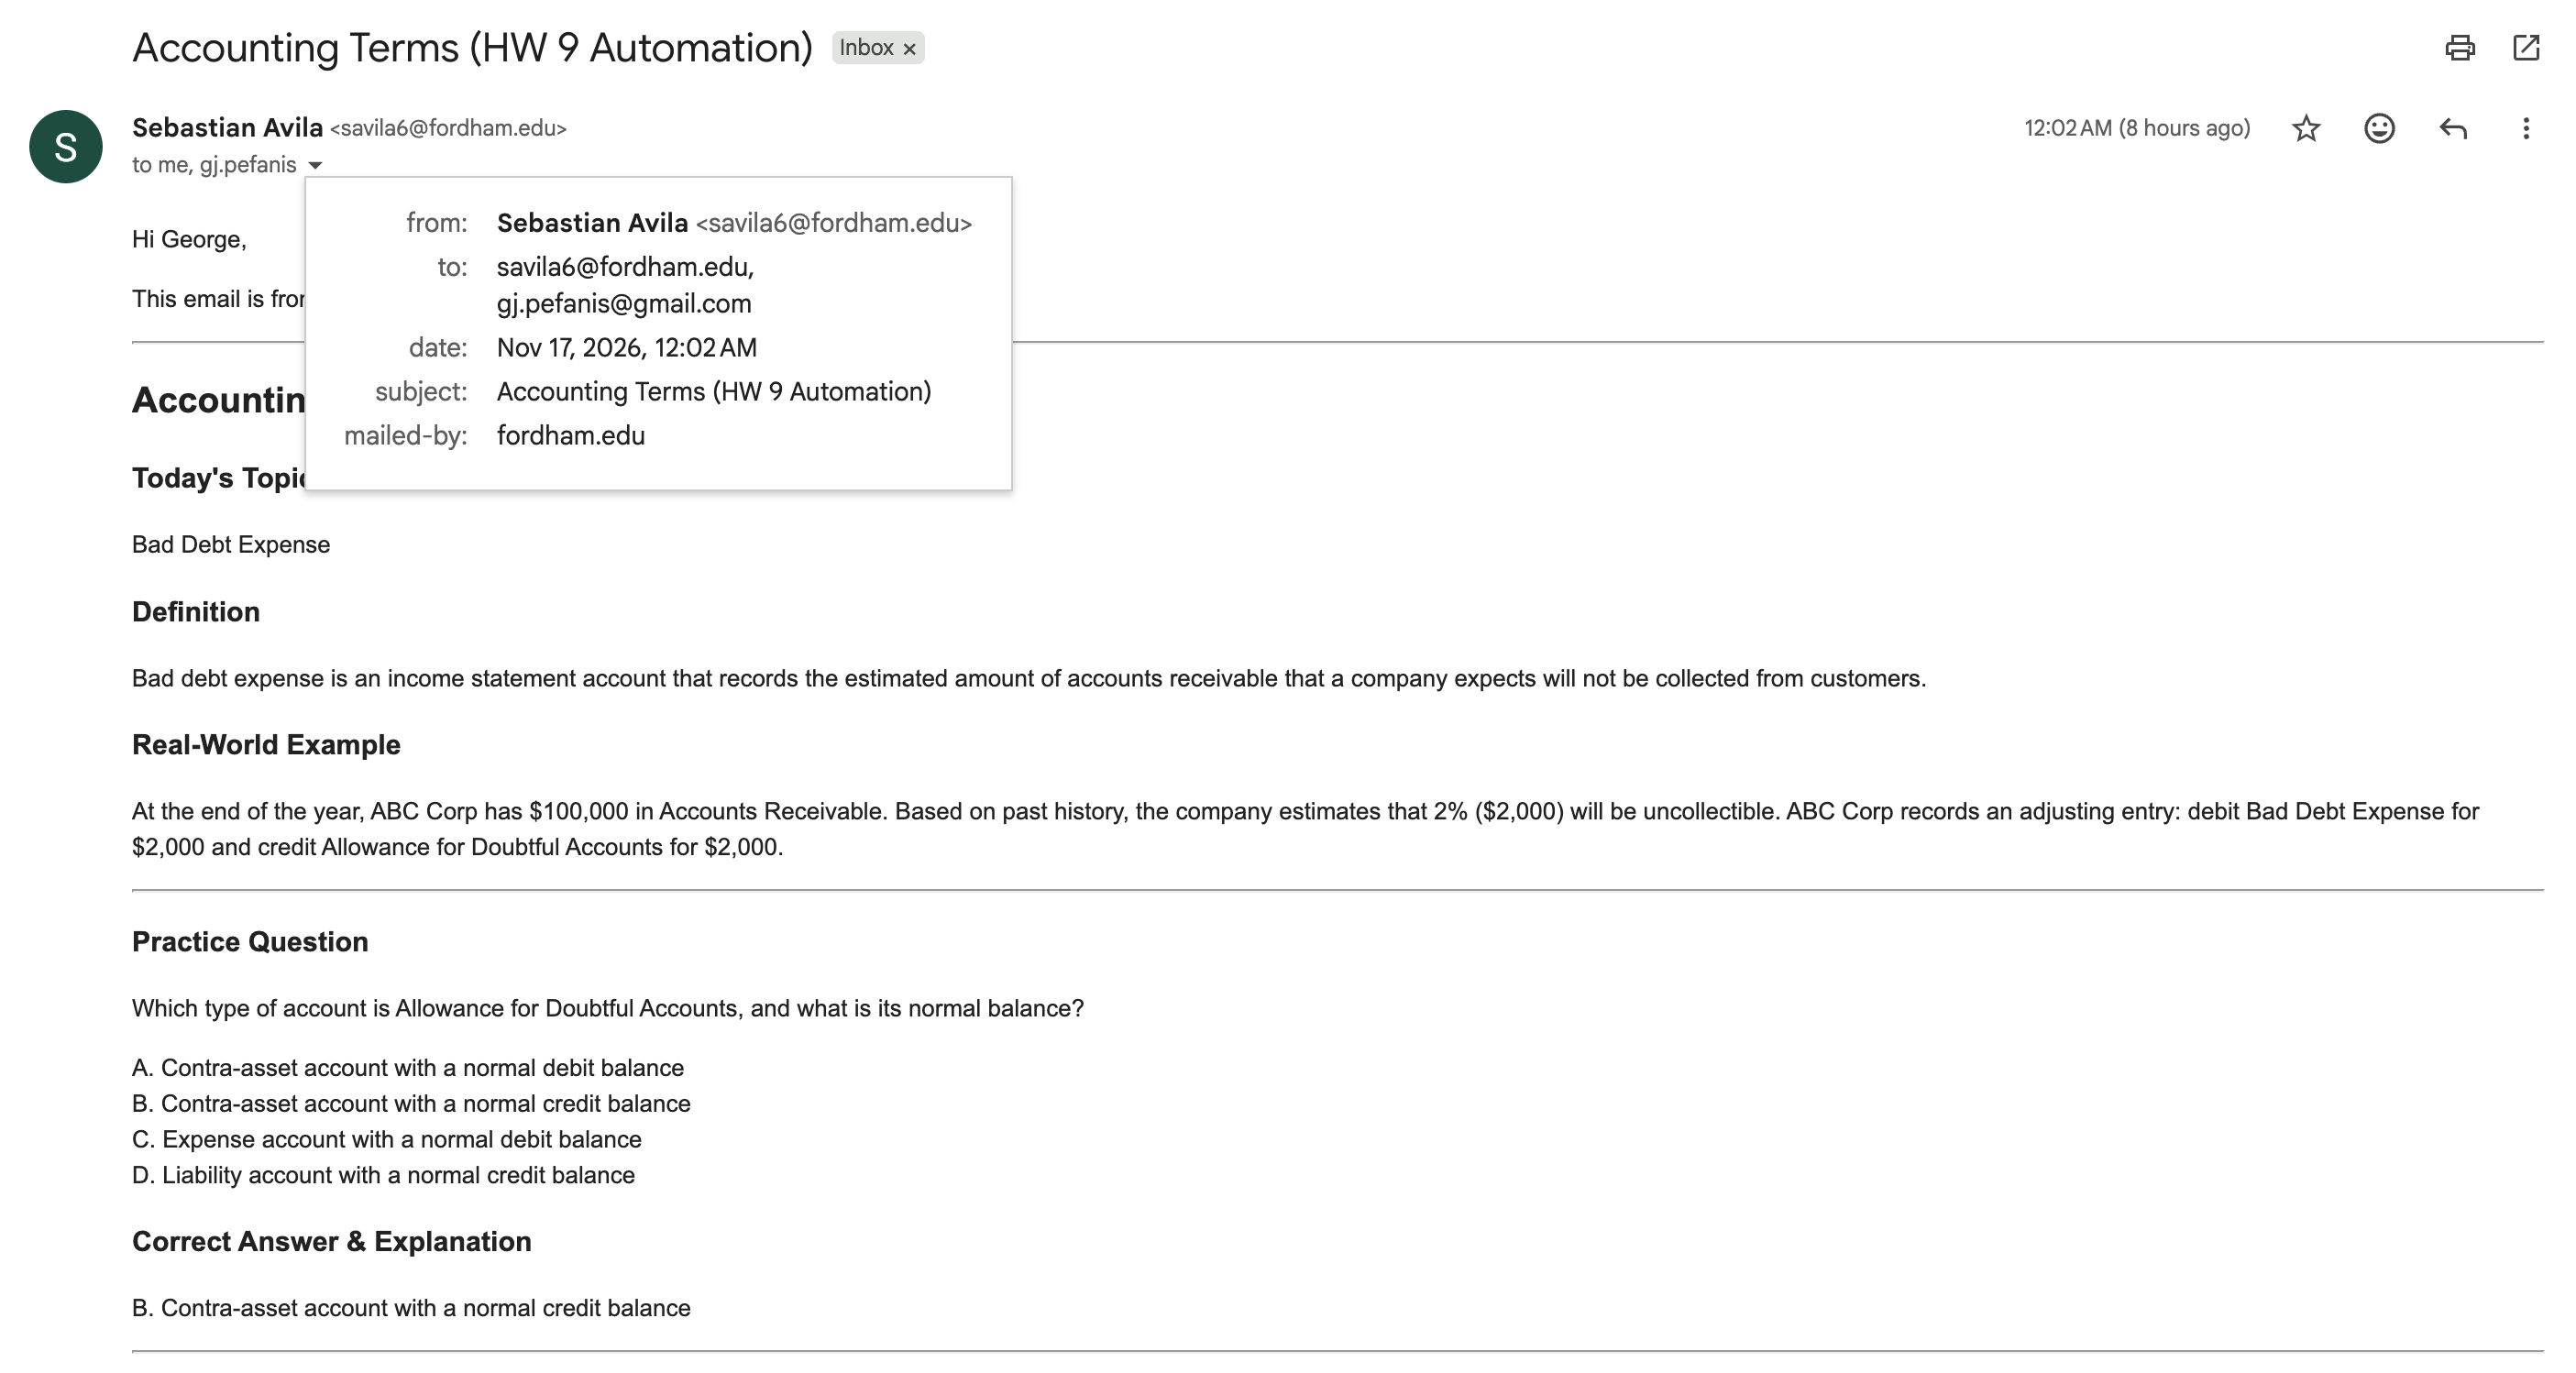 Accounting Terms (HW 9 Automation) Inbox ×
S
Sebastian Avila <savila6@fordham.edu> 12:02 AM (8 hours ago)
to me, gj.pefanis
from: Sebastian Avila <savila6@fordham.edu>
to: savila6@fordham.edu,
gj.pefanis@gmail.com
date: Nov 17, 2026, 12:02 AM
subject: Accounting Terms (HW 9 Automation)
mailed-by: fordham.edu
Hi George,
This email is
Today's
Bad Debt Expense
Definition
Bad debt expense is an income statement account that records the estimated amount of accounts receivable that a company expects will not be collected from customers.
Real-World Example
At the end of the year, ABC Corp has $100,000 in Accounts Receivable. Based on past history, the company estimates that 2% ($2,000) will be uncollectible. ABC Corp records an adjusting entry: debit Bad Debt Expense for
$2,000 and credit Allowance for Doubtful Accounts for $2,000.
Practice Question
Which type of account is Allowance for Doubtful Accounts, and what is its normal balance?
A. Contra-asset account with a normal debit balance
B. Contra-asset account with a normal credit balance
C. Expense account with a normal debit balance
D. Liability account with a normal credit balance
Correct Answer & Explanation
B. Contra-asset account with a normal credit balance